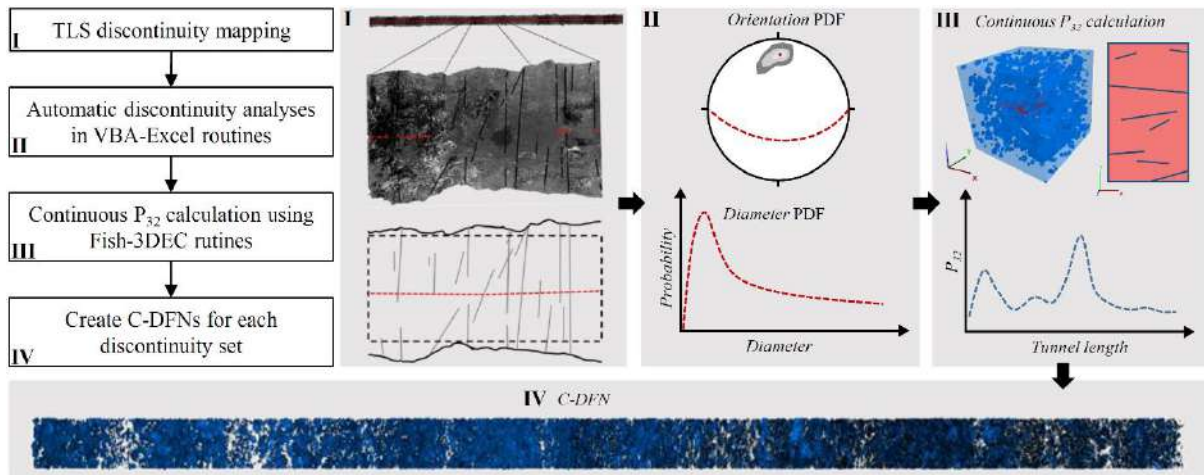 I
TLS discontinuity mapping
II
Automatic discontinuity analyses
in VBA-Excel routines
III
Continuous P32 calculation using
Fish-3DEC rutines
IV
Create C-DFNs for each
discontinuity set
I
II
Orientation PDF
Diameter PDF
Probability
Diameter
III
Continuous P32 calculation
P32
Tunnel length
IV C-DFN